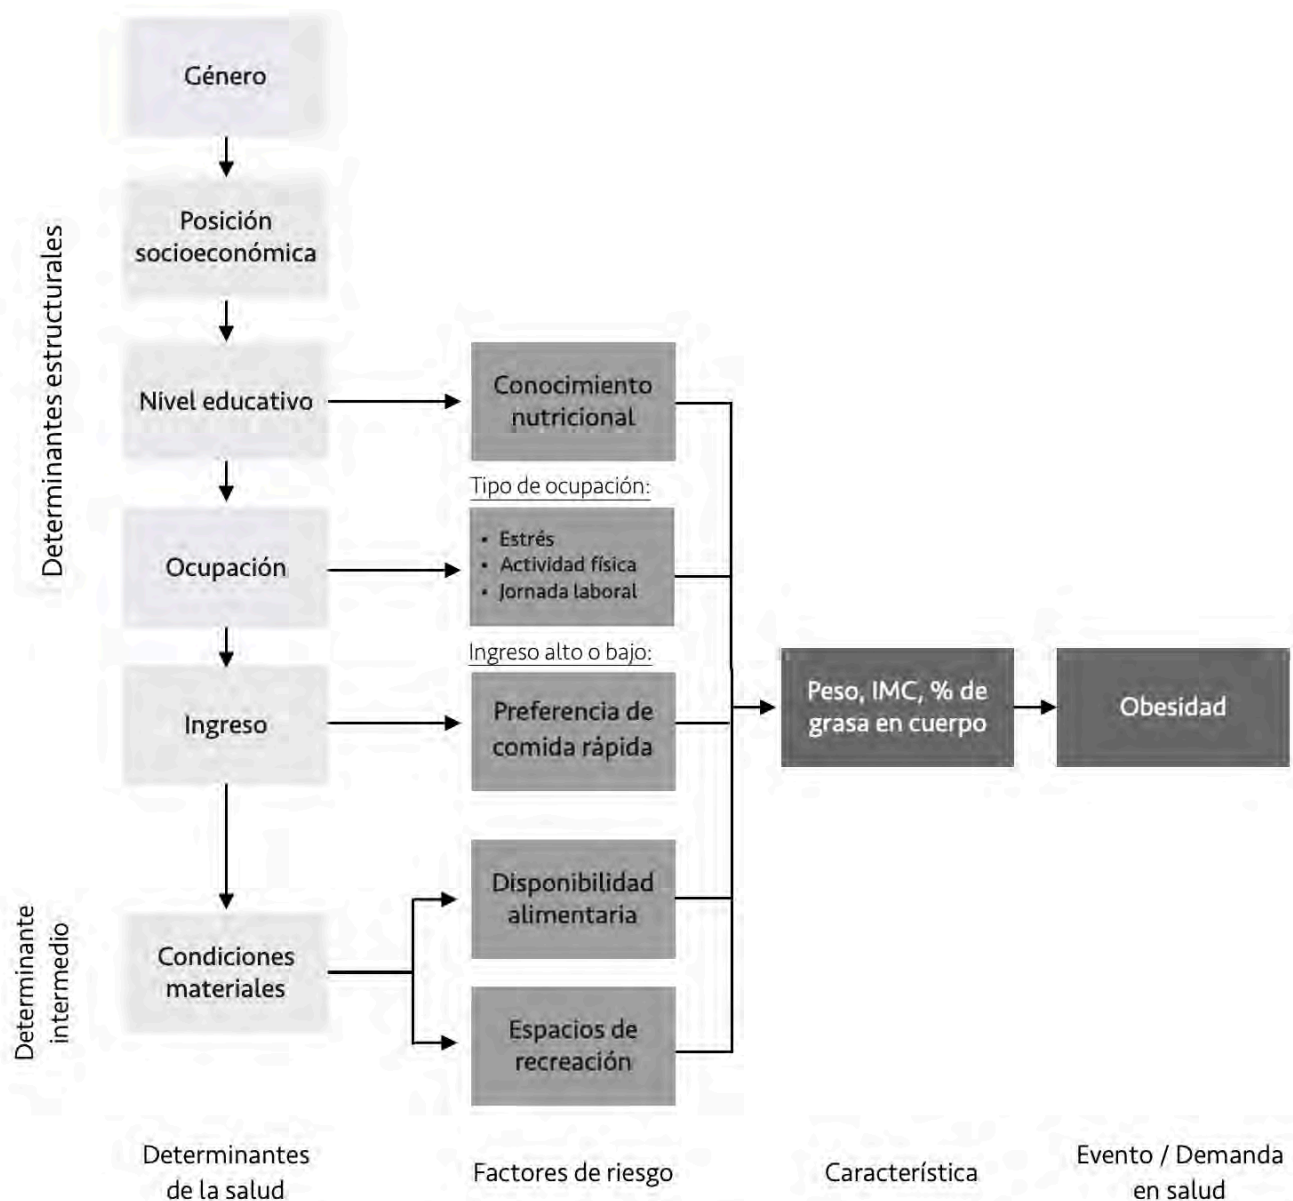 Género
Posición
socioeconómica
Determinantes estructurales
Nivel educativo
Conocimiento
nutricional
Tipo de ocupación:
Ocupación
• Estrés
• Actividad física
• Jornada laboral
Ingreso alto o bajo:
Ingreso
Preferencia de
comida rápida
Peso, IMC, % de
grasa en cuerpo
Obesidad
Disponibilidad
alimentaria
Determinante
intermedio
Condiciones
materiales
Espacios de
recreación
Determinantes
de la salud
Factores de riesgo
Característica
Evento / Demanda
en salud